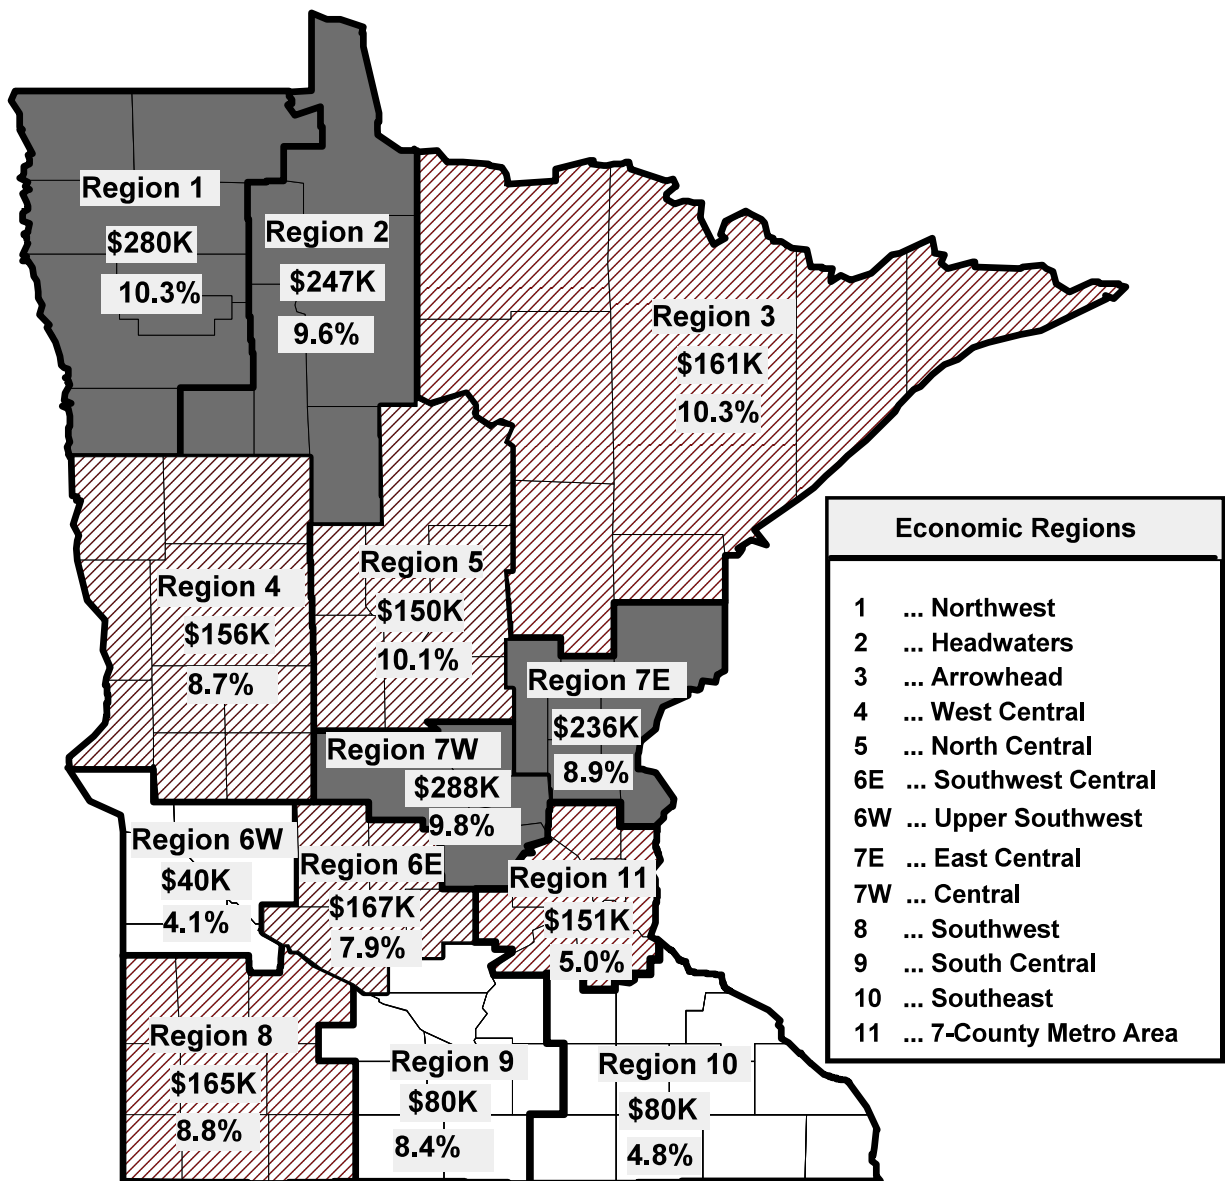 Region 1
$280K
10.3%
Region 2
$247K
9.6%
Region 3
$161K
10.3%
Region 4
$156K
8.7%
Region 5
$150K
10.1%
Region 7E
$236K
8.9%
Region 7W
$288K
9.8%
Region 6W
$40K
4.1%
Region 6E
$167K
7.9%
Region 11
$151K
5.0%
Region 8
$165K
8.8%
Region 9
$80K
8.4%
Region 10
$80K
4.8%
Economic Regions
1 ... Northwest
2 ... Headwaters
3 ... Arrowhead
4 ... West Central
5 ... North Central
6E ... Southwest Central
6W ... Upper Southwest
7E ... East Central
7W ... Central
8 ... Southwest
9 ... South Central
10 ... Southeast
11 ... 7-County Metro Area